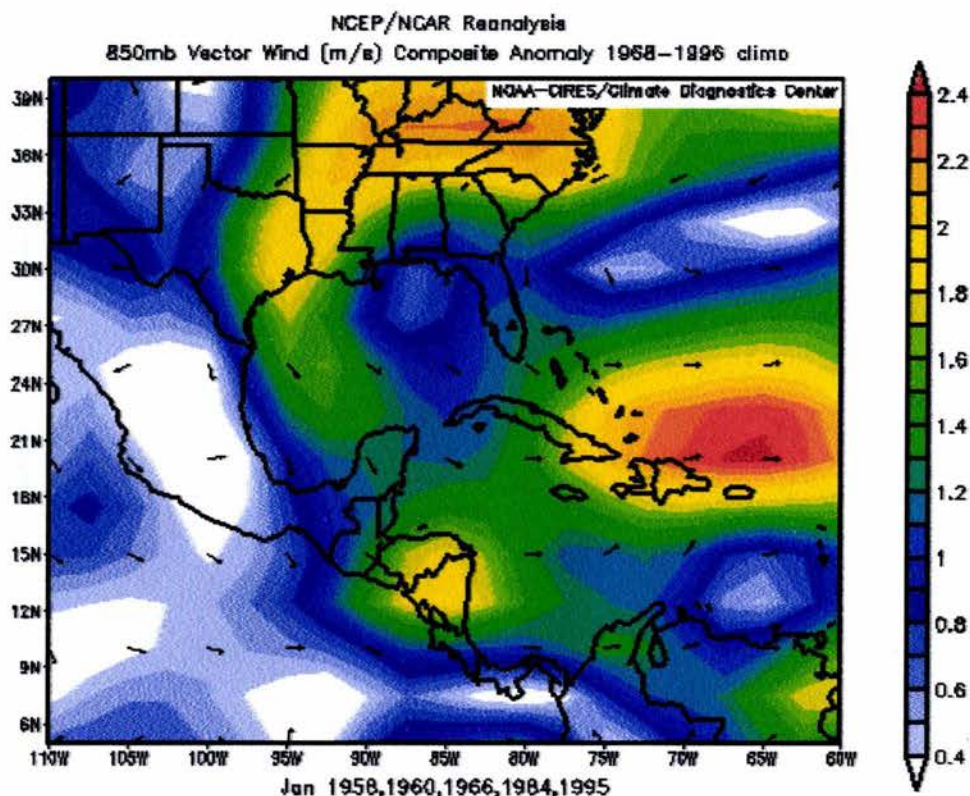 NCEP/NCAR Reanalysis
850mb Vector Wind (m/s) Composite Anomaly 1968-1996 climo
NOAA-CIRES/Climate Diagnostics Center
39N
36N
33N
30N
27N
24N
21N
18N
15N
12N
9N
6N
110W 105W 100W 95W 90W 85W 80W 75W 70W 65W 60W
2.4
2.2
2
1.8
1.6
1.4
1.2
1
0.8
0.6
0.4
Jan 1958,1960,1966,1984,1995